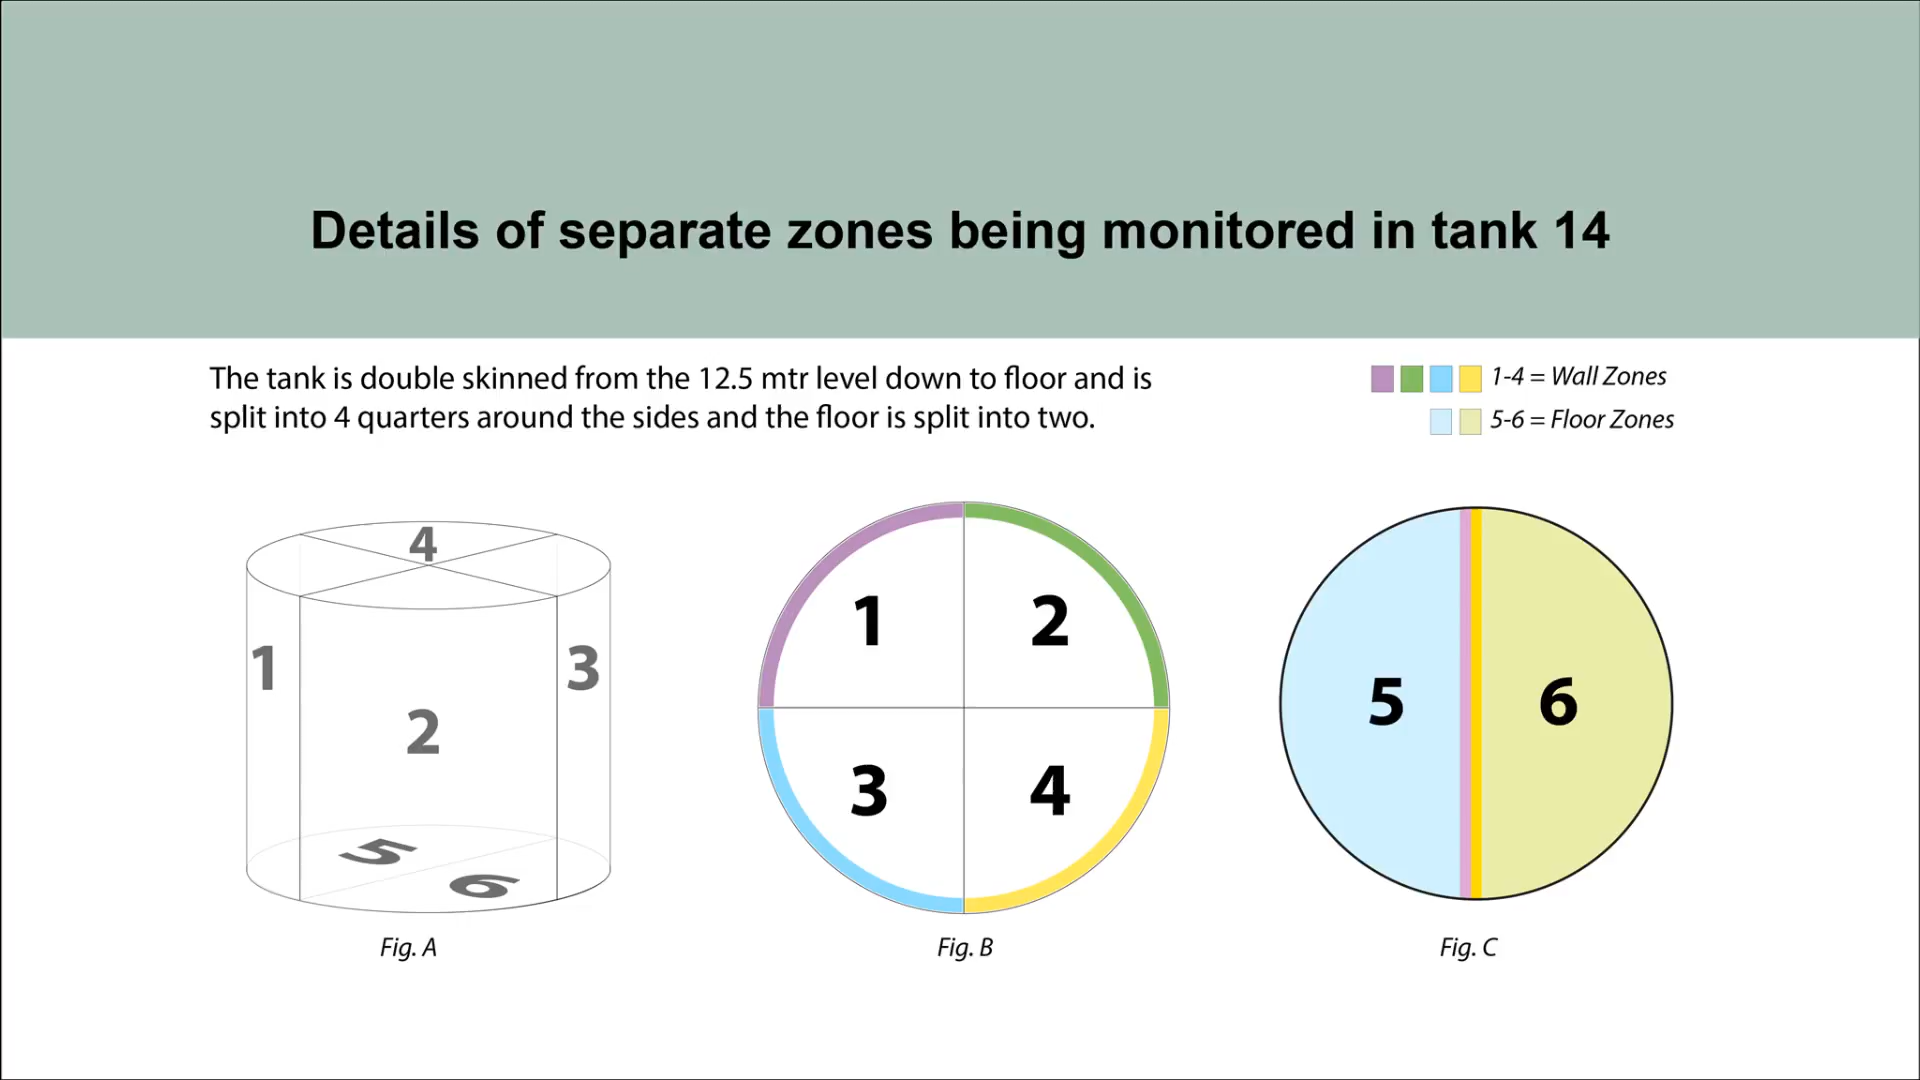 Details of separate zones being monitored in tank 14
The tank is double skinned from the 12.5 mtr level down to floor and is
split into 4 quarters around the sides and the floor is split into two.
1-4 = Wall Zones
5-6 = Floor Zones
4
1
3
2
5
6
Fig. A
1
2
3
4
Fig. B
5
6
Fig. C